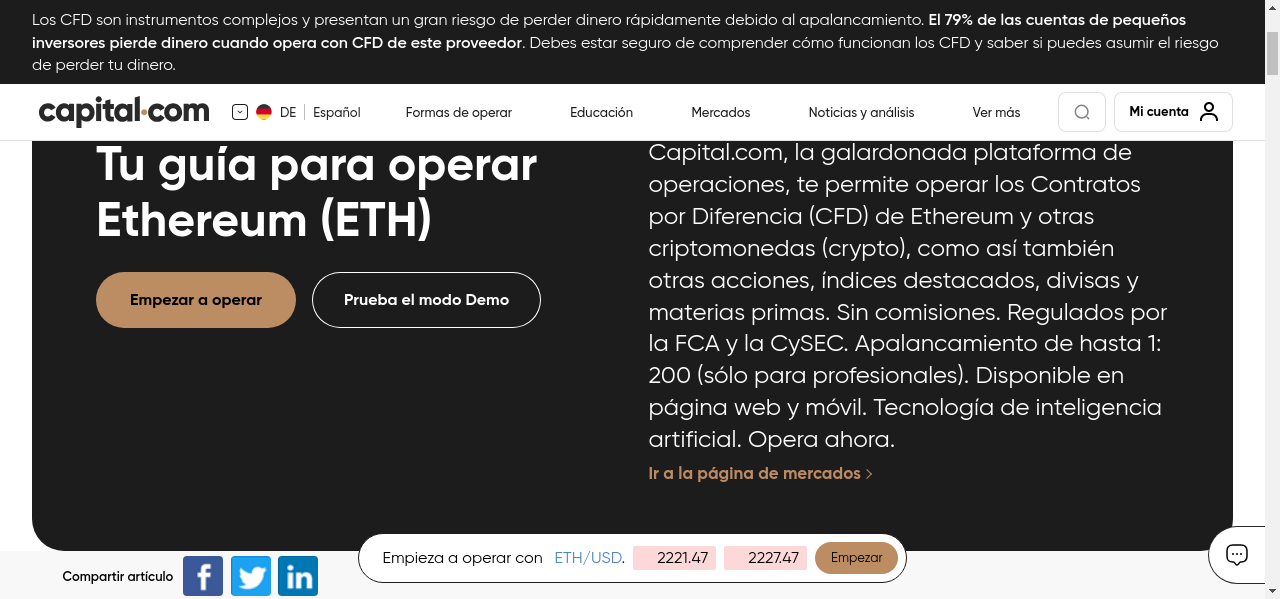 Los CFD son instrumentos complejos y presentan un gran riesgo de perder dinero rápidamente debido al apalancamiento. El 79% de las cuentas de pequeños
inversores pierde dinero cuando opera con CFD de este proveedor. Debes estar seguro de comprender cómo funcionan los CFD y saber si puedes asumir el riesgo
de perder tu dinero.
capital.com DE Español Formas de operar Educación Mercados Noticias y análisis Ver más Mi cuenta
Tu guía para operar
Ethereum (ETH)
Empezar a operar Prueba el modo Demo
Capital.com, la galardonada plataforma de
operaciones, te permite operar los Contratos
por Diferencia (CFD) de Ethereum y otras
criptomonedas (crypto), como así también
otras acciones, índices destacados, divisas y
materias primas. Sin comisiones. Regulados por
la FCA y la CySEC. Apalancamiento de hasta 1:
200 (sólo para profesionales). Disponible en
página web y móvil. Tecnología de inteligencia
artificial. Opera ahora.
Ir a la página de mercados
Empieza a operar con ETH/USD. 2221.47 2227.47 Empezar
Compartir artículo